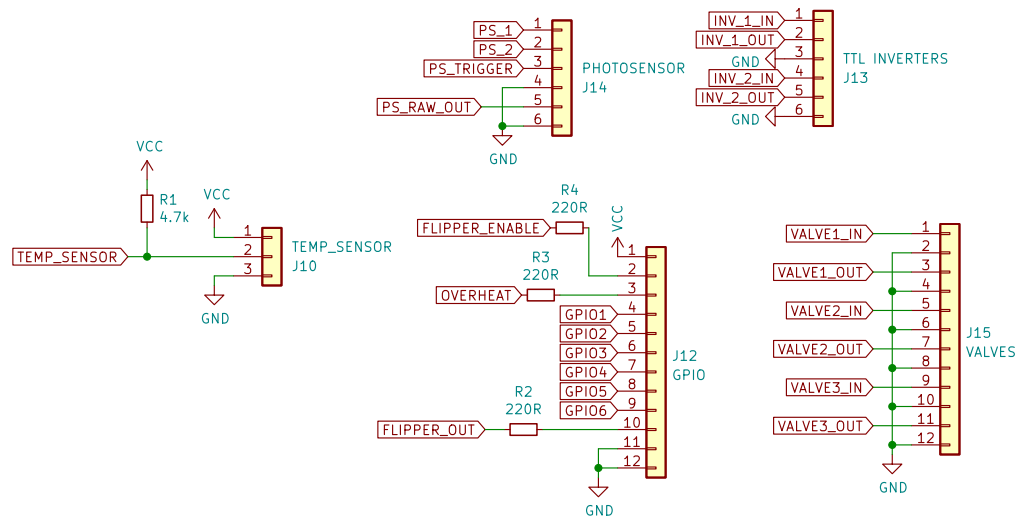 PS_1
1
PS_2
2
PS_TRIGGER
3
4
PS_RAW_OUT
5
6
GND
PHOTOSENSOR
J14
INV_1_IN
1
INV_1_OUT
2
GND
3
INV_2_IN
4
INV_2_OUT
5
GND
6
TTL INVERTERS
J13
VCC
R1
4.7k
VCC
TEMP_SENSOR
1
2
3
GND
TEMP_SENSOR
J10
R4
220R
FLIPPER_ENABLE
VCC
R3
220R
OVERHEAT
1
2
3
GPIO1
4
GPIO2
5
GPIO3
6
GPIO4
7
GPIO5
8
GPIO6
9
R2
220R
FLIPPER_OUT
10
11
12
GND
J12
GPIO
VALVE1_IN
1
2
VALVE1_OUT
3
4
VALVE2_IN
5
6
VALVE2_OUT
7
8
VALVE3_IN
9
10
VALVE3_OUT
11
12
GND
J15
VALVES